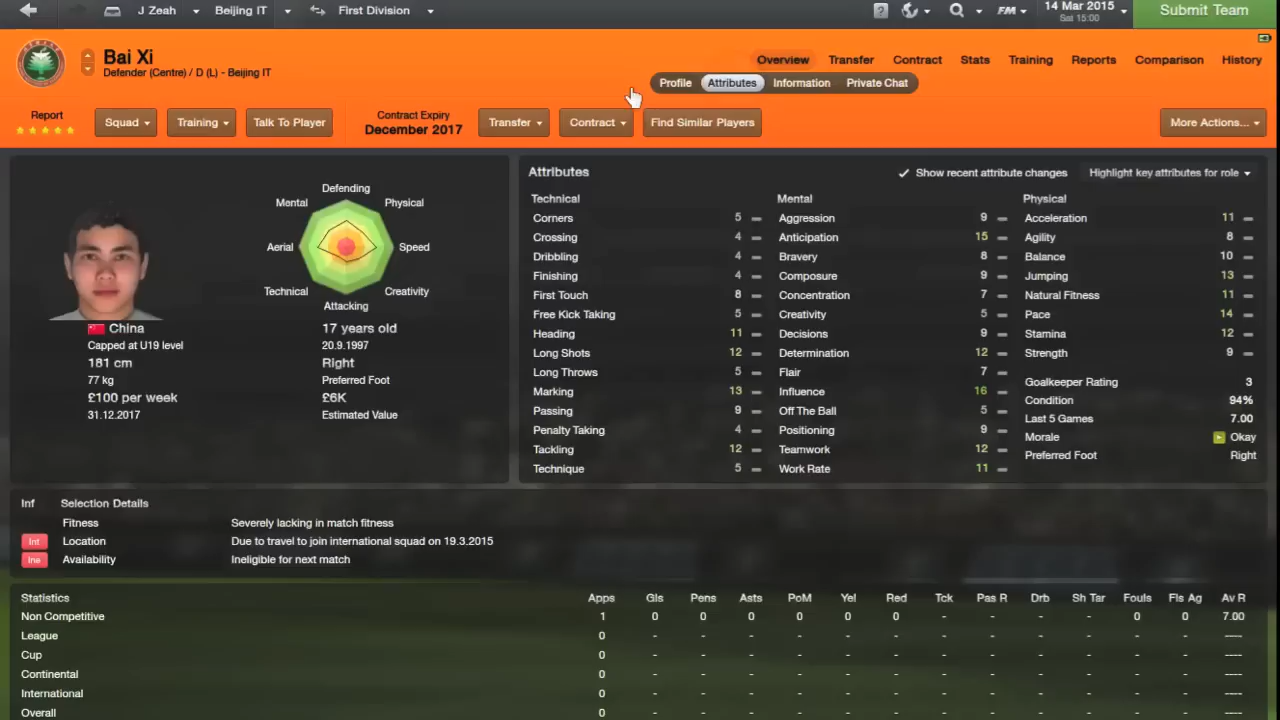 J Zeah Beijing IT First Division ? FM 14 Mar 2015 Submit Team
Sat 15:00
Bai Xi
Defender (Centre) / D (L) - Beijing IT
Overview Transfer Contract Stats Training Reports Comparison History
Profile Attributes Information Private Chat
Report Squad Training Talk To Player Contract Expiry Transfer Contract Find Similar Players More Actions...
December 2017
Attributes Show recent attribute changes Highlight key attributes for role
Defending
Mental Physical
Aerial Speed
Technical Creativity
Attacking
China 17 years old
Capped at U19 level 20.9.1997
181 cm Right
77 kg Preferred Foot
£100 per week £6K
31.12.2017 Estimated Value
Technical Mental Physical
Corners 5 Aggression 9 Acceleration 11
Crossing 4 Anticipation 15 Agility 8
Dribbling 4 Bravery 8 Balance 10
Finishing 4 Composure 9 Jumping 13
First Touch 8 Concentration 7 Natural Fitness 11
Free Kick Taking 5 Creativity 5 Pace 14
Heading 11 Decisions 9 Stamina 12
Long Shots 12 Determination 12 Strength 9
Long Throws 5 Flair 7
Marking 13 Influence 16
Passing 9 Off The Ball 5
Penalty Taking 4 Positioning 9
Tackling 12 Teamwork 12
Technique 5 Work Rate 11
Goalkeeper Rating 3
Condition 94%
Last 5 Games 7.00
Morale Okay
Preferred Foot Right
Inf Selection Details
Fitness Severely lacking in match fitness
Int Location Due to travel to join international squad on 19.3.2015
Ine Availability Ineligible for next match
Statistics Apps Gls Pens Asts PoM Yel Red Tck Pas R Drb Sh Tar Fouls Fls Ag Av R
Non Competitive 1 0 0 0 0 0 0 - - - - 0 0 7.00
League 0 - - - - - - - - - - - - ----
Cup 0 - - - - - - - - - - - - ----
Continental 0 - - - - - - - - - - - - ----
International 0 - - - - - - - - - - - - ----
Overall 0 - - - - - - - - - - - - ----